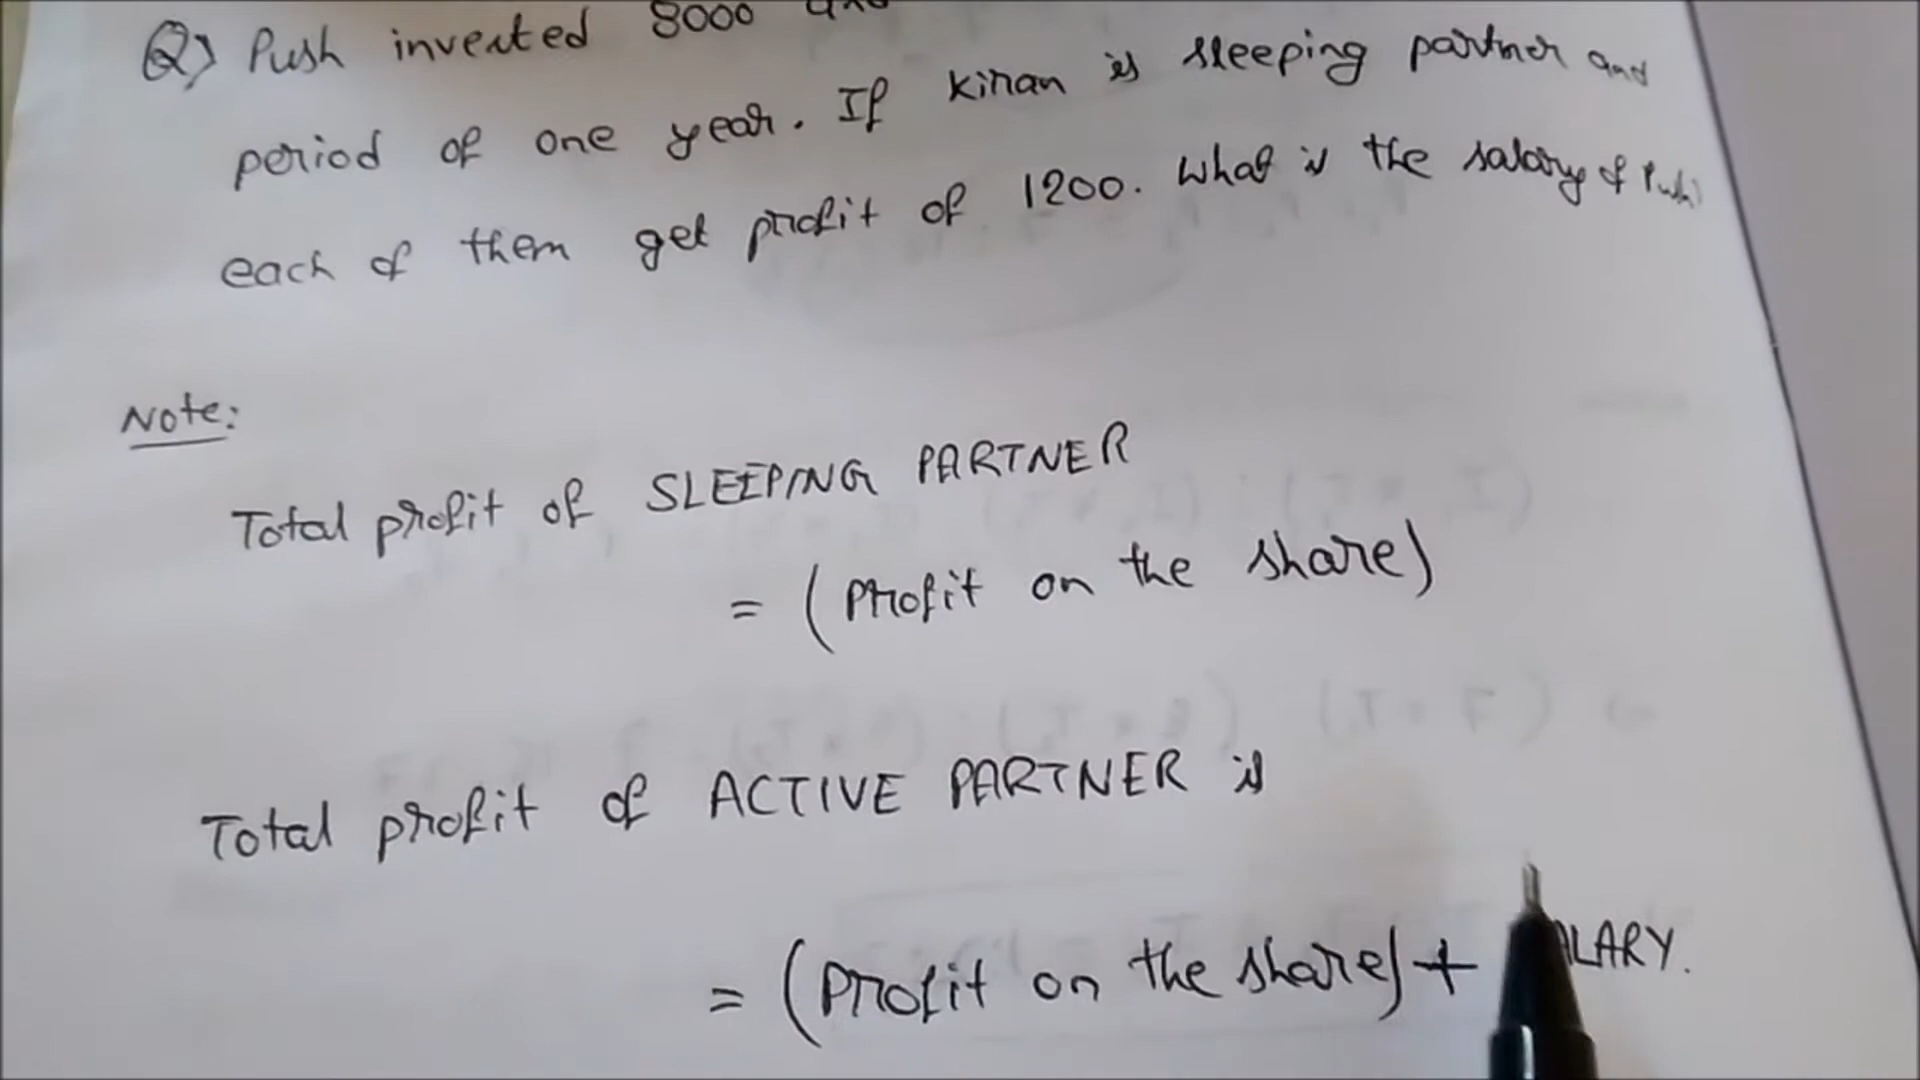 Q) Push invested 8000
period of one year. If Kiran is sleeping partner and
each of them get profit of 1200. What is the salary of
Note:
Total profit of SLEEPING PARTNER
= (Profit on the share)
Total profit of ACTIVE PARTNER is
= (Profit on the share) + ALARY.